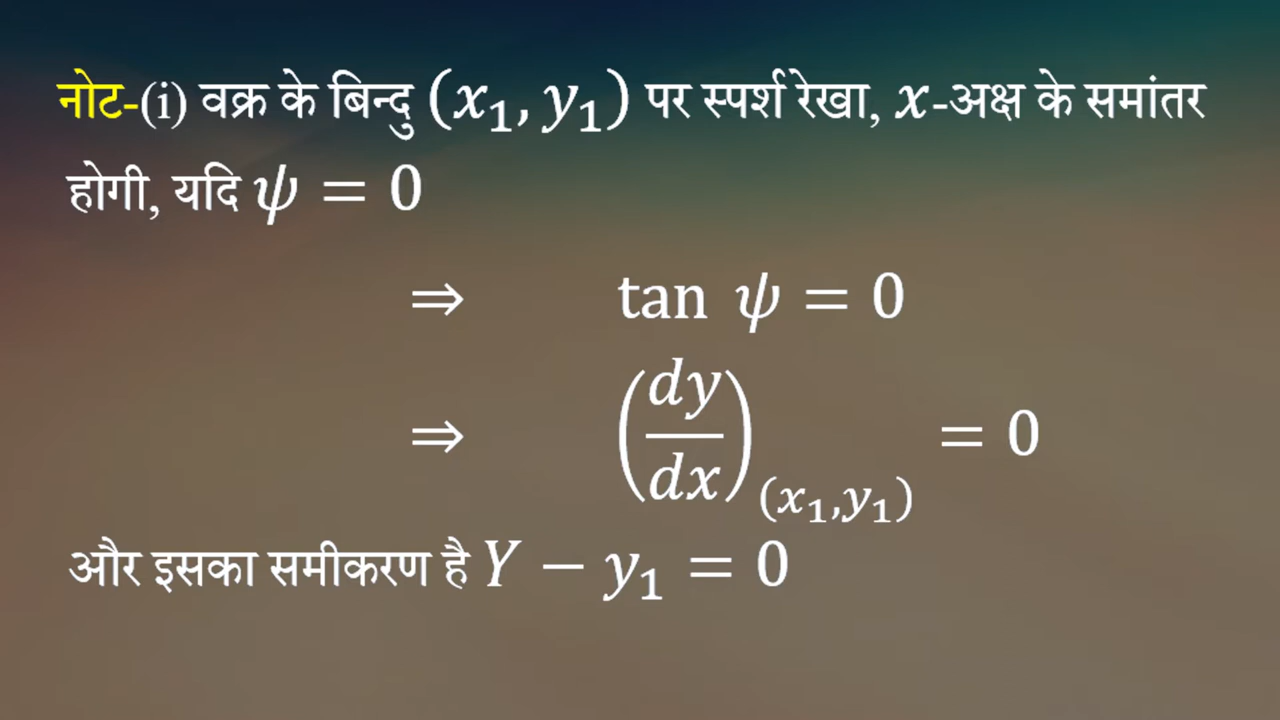 नोट-(i) वक्र के बिन्दु (x₁, y₁) पर स्पर्श रेखा, x-अक्ष के समांतर
होगी, यदि ψ = 0
⇒ tan ψ = 0
⇒ (dy/dx)₍ₓ₁,y₁₎ = 0
और इसका समीकरण है Y − y₁ = 0